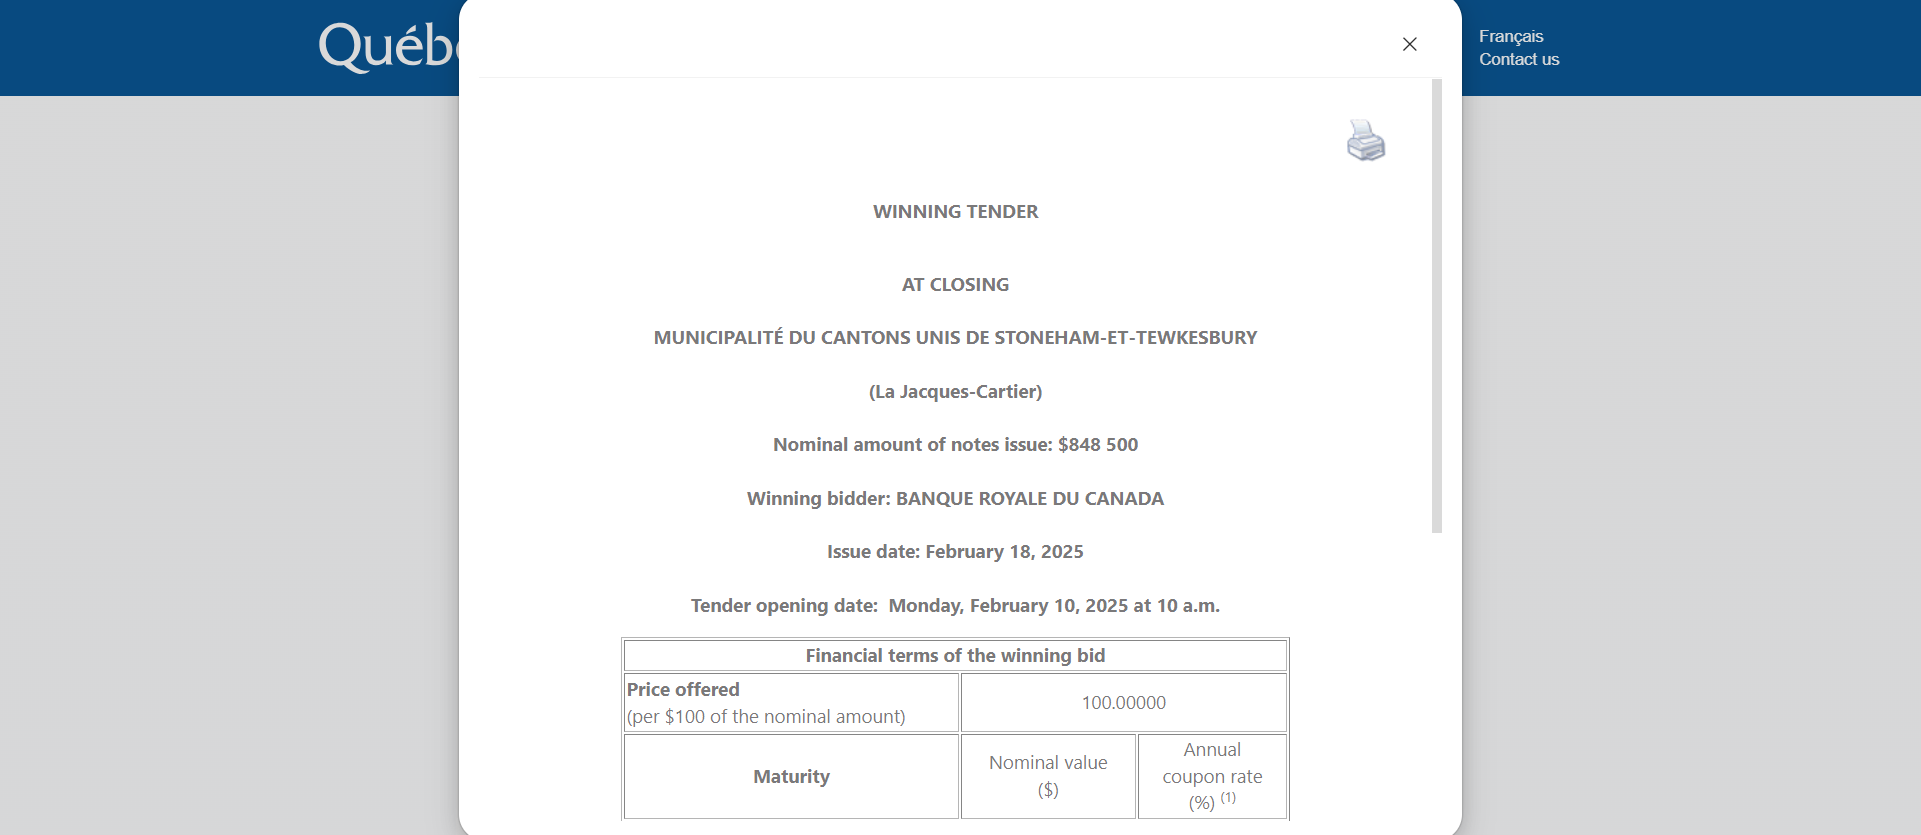 Français
Contact us
WINNING TENDER
AT CLOSING
MUNICIPALITÉ DU CANTONS UNIS DE STONEHAM-ET-TEWKESBURY
(La Jacques-Cartier)
Nominal amount of notes issue: $848 500
Winning bidder: BANQUE ROYALE DU CANADA
Issue date: February 18, 2025
Tender opening date:  Monday, February 10, 2025 at 10 a.m.
Financial terms of the winning bid
Price offered
(per $100 of the nominal amount)
100.00000
Maturity
Nominal value
($)
Annual
coupon rate
(%) (1)